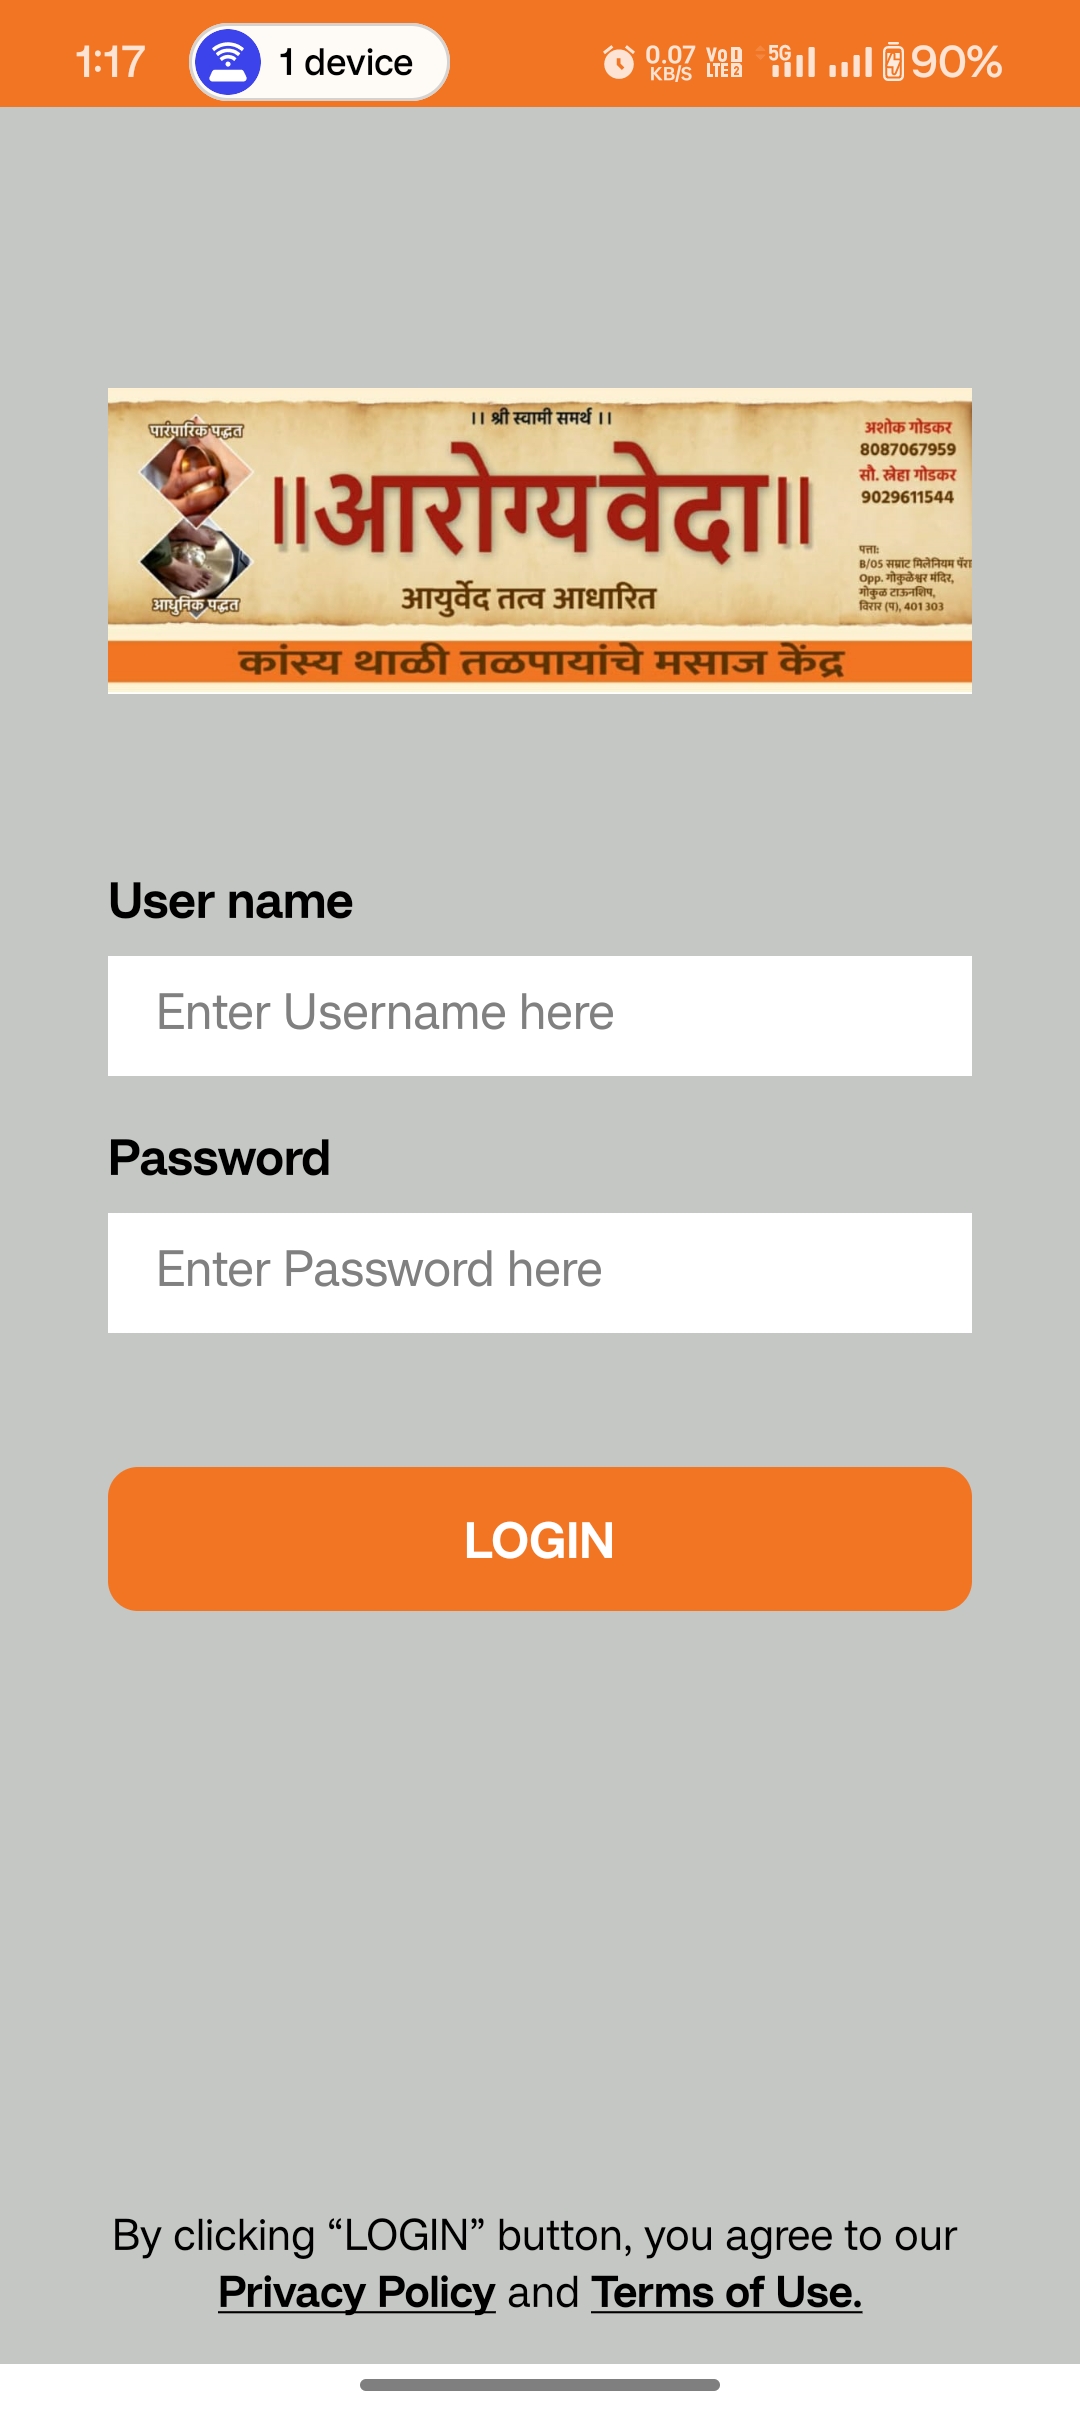 1:17
1 device
0.07 KB/S
VoLTE 1 2
5G
90%
पारंपारिक पद्धत
।। श्री स्वामी समर्थ ।।
॥आरोग्य वेदा॥
आयुर्वेद तत्व आधारित
आधुनिक पद्धत
अशोक गोडकर
8087067959
सौ. स्नेहा गोडकर
9029611544
पत्ता:
B/05 सम्राट मिलेनियम
Opp. गोकुळेश्वर मंदिर,
गोकुळ टाऊनशिप,
विरार (प), 401 303
कांस्य थाळी तळपायांचे मसाज केंद्र
User name
Enter Username here
Password
Enter Password here
LOGIN
By clicking “LOGIN” button, you agree to our
Privacy Policy and Terms of Use.